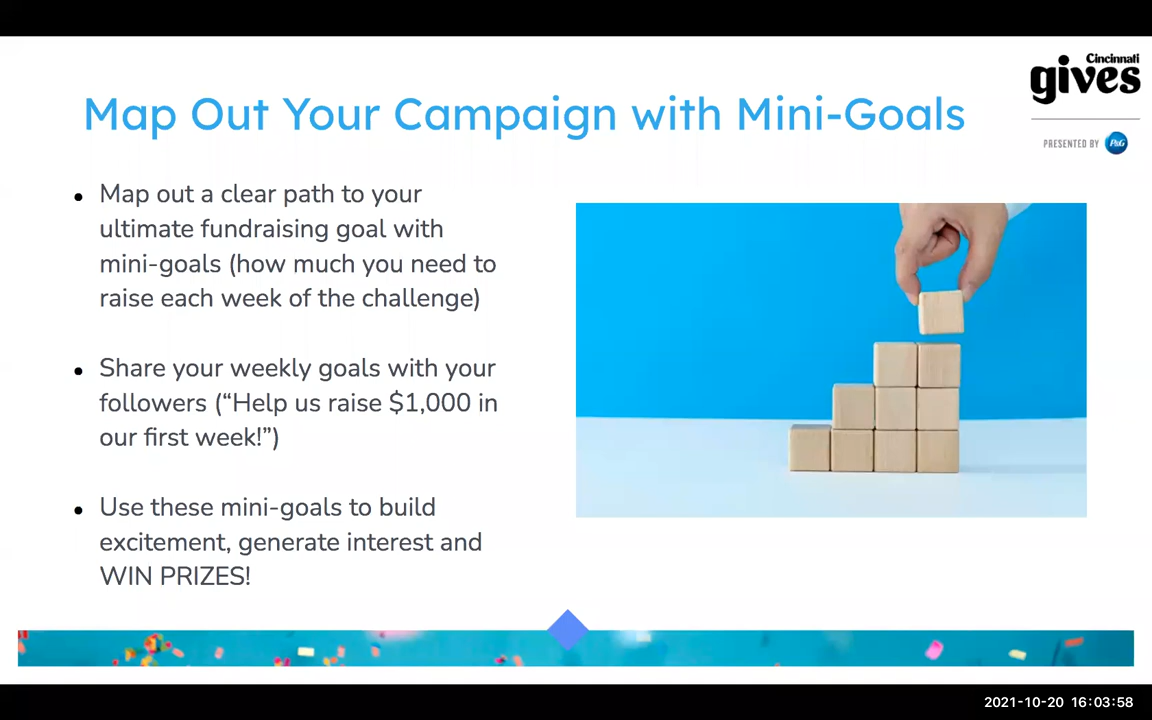 Cincinnati
gives
PRESENTED BY P&G
Map Out Your Campaign with Mini-Goals
• Map out a clear path to your
ultimate fundraising goal with
mini-goals (how much you need to
raise each week of the challenge)
• Share your weekly goals with your
followers (“Help us raise $1,000 in
our first week!”)
• Use these mini-goals to build
excitement, generate interest and
WIN PRIZES!
2021-10-20 16:03:58